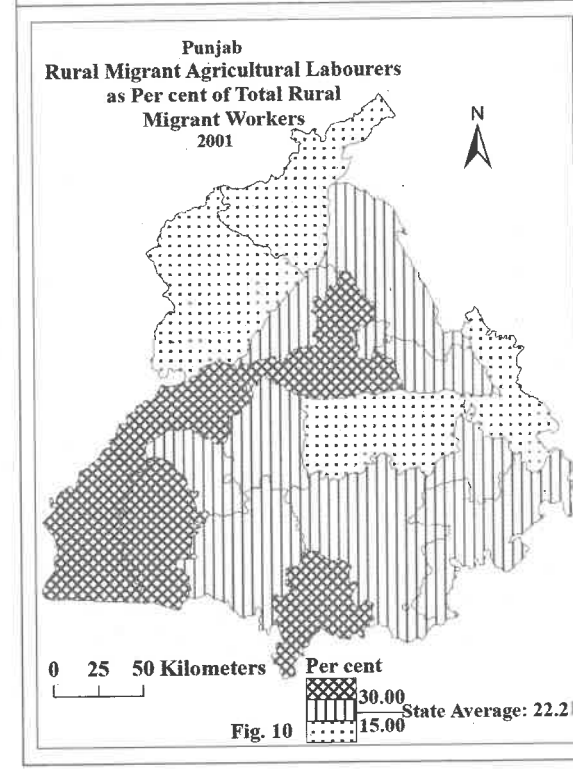 Punjab
Rural Migrant Agricultural Labourers
as Per cent of Total Rural
Migrant Workers
2001
N
0 25 50 Kilometers
Per cent
30.00
State Average: 22.21
15.00
Fig. 10